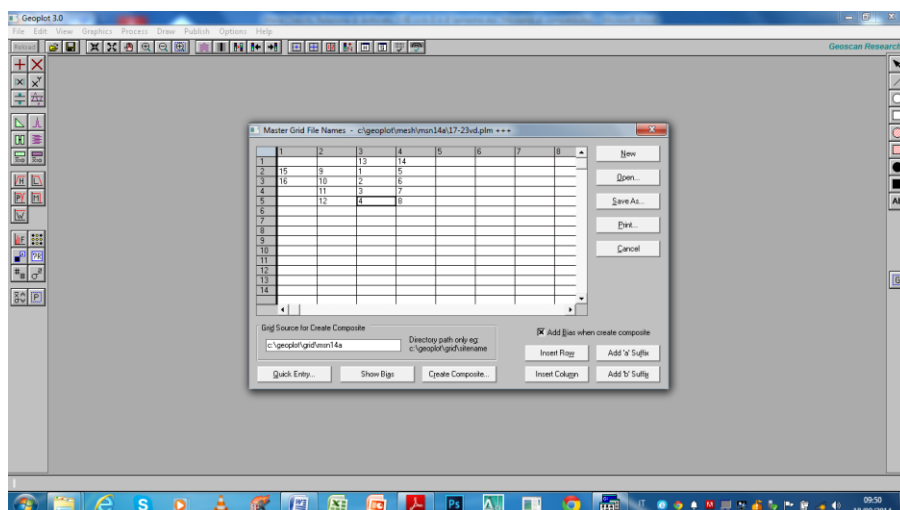 Geoplot 3.0
File Edit View Graphics Process Draw Publish Options Help
Reload
Geoscan Research
Master Grid File Names - c:\geoplot\mesh\msn14a\17-23vd.plm +++
1 2 3 4 5 6 7 8
1 13 14
2 15 9 1 5
3 16 10 2 6
4 11 3 7
5 12 4 8
6
7
8
9
10
11
12
13
14
New
Open...
Save As...
Print...
Cancel
Grid Source for Create Composite
c:\geoplot\grid\msn14a
Directory path only eg:
c:\geoplot\grid\sitename
Add Bias when create composite
Insert Row
Add 'a' Suffix
Quick Entry...
Show Bias
Create Composite...
Insert Column
Add 'b' Suffix
IT
09:50